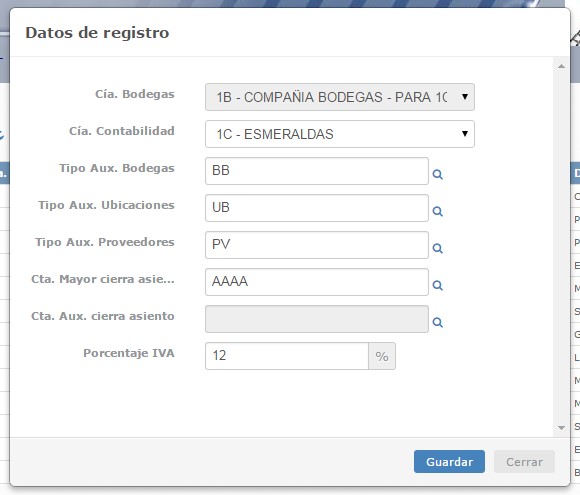 Datos de registro
Cía. Bodegas 1B - COMPAÑIA BODEGAS - PARA 1C
Cía. Contabilidad 1C - ESMERALDAS
Tipo Aux. Bodegas BB
Tipo Aux. Ubicaciones UB
Tipo Aux. Proveedores PV
Cta. Mayor cierra asie... AAAA
Cta. Aux. cierra asiento
Porcentaje IVA 12 %
Guardar Cerrar